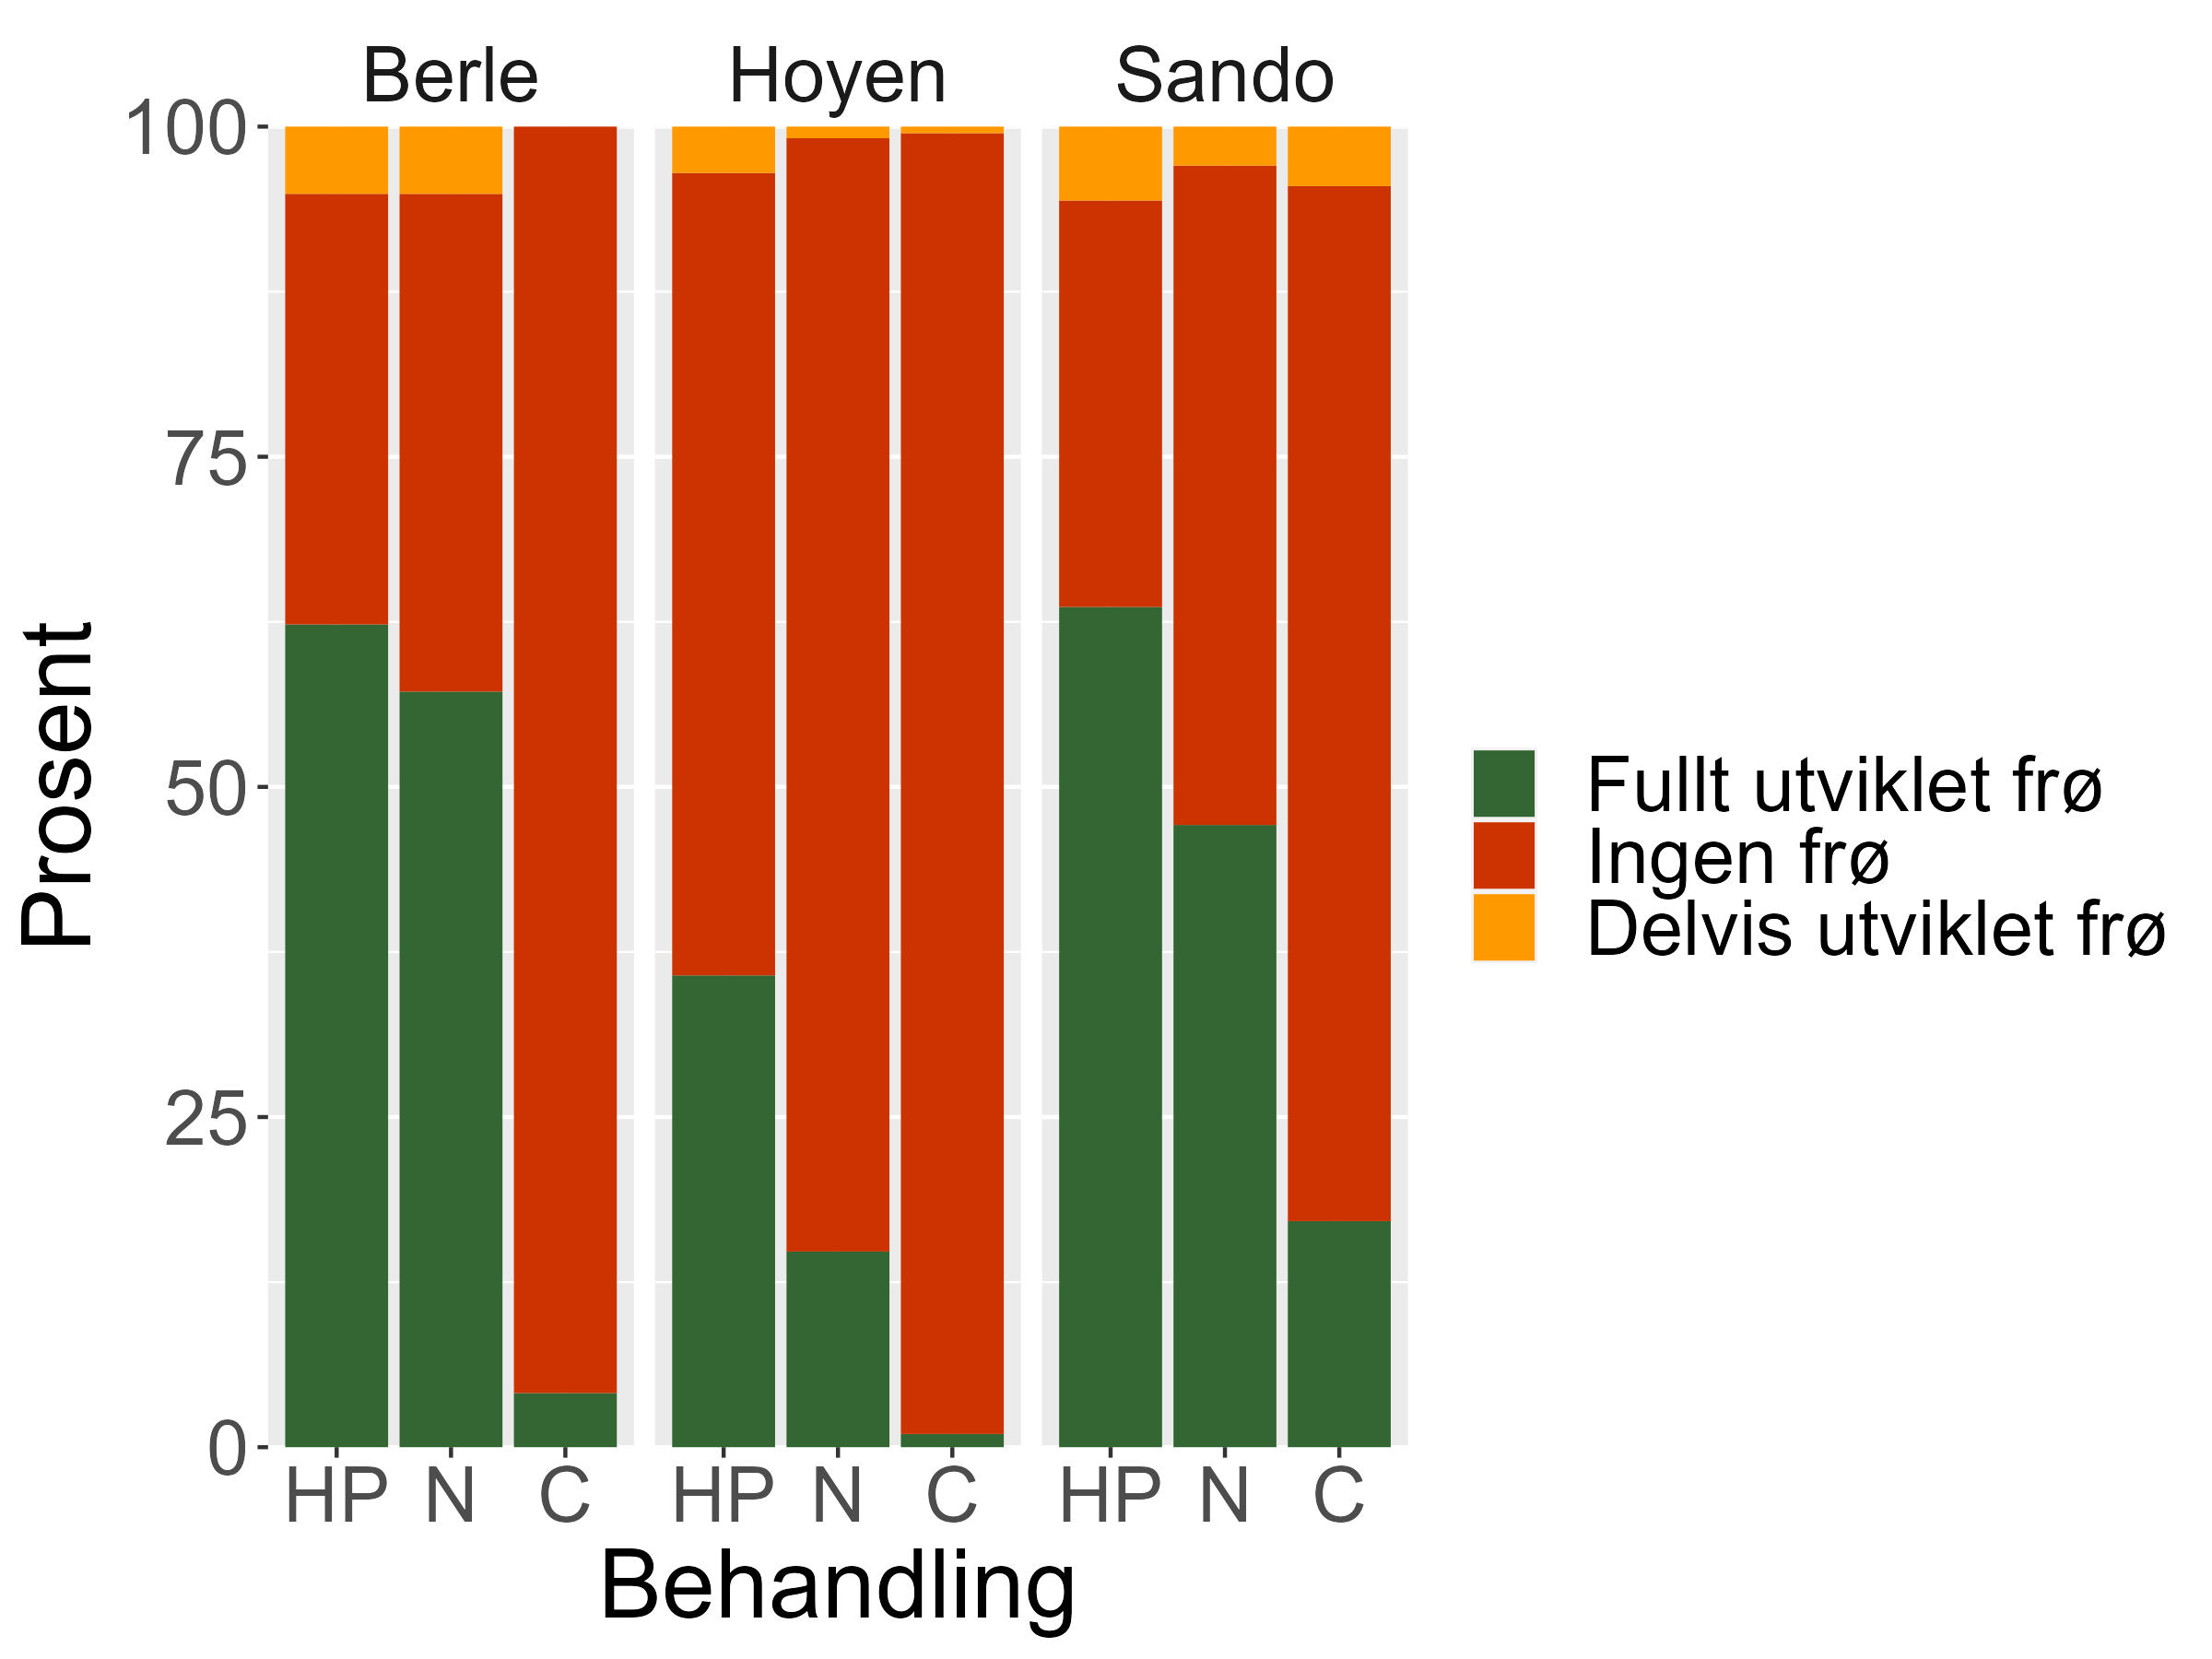 Berle Hoyen Sando
100
75
50
25
0
Prosent
HP N C HP N C HP N C
Behandling
Fullt utviklet frø
Ingen frø
Delvis utviklet frø